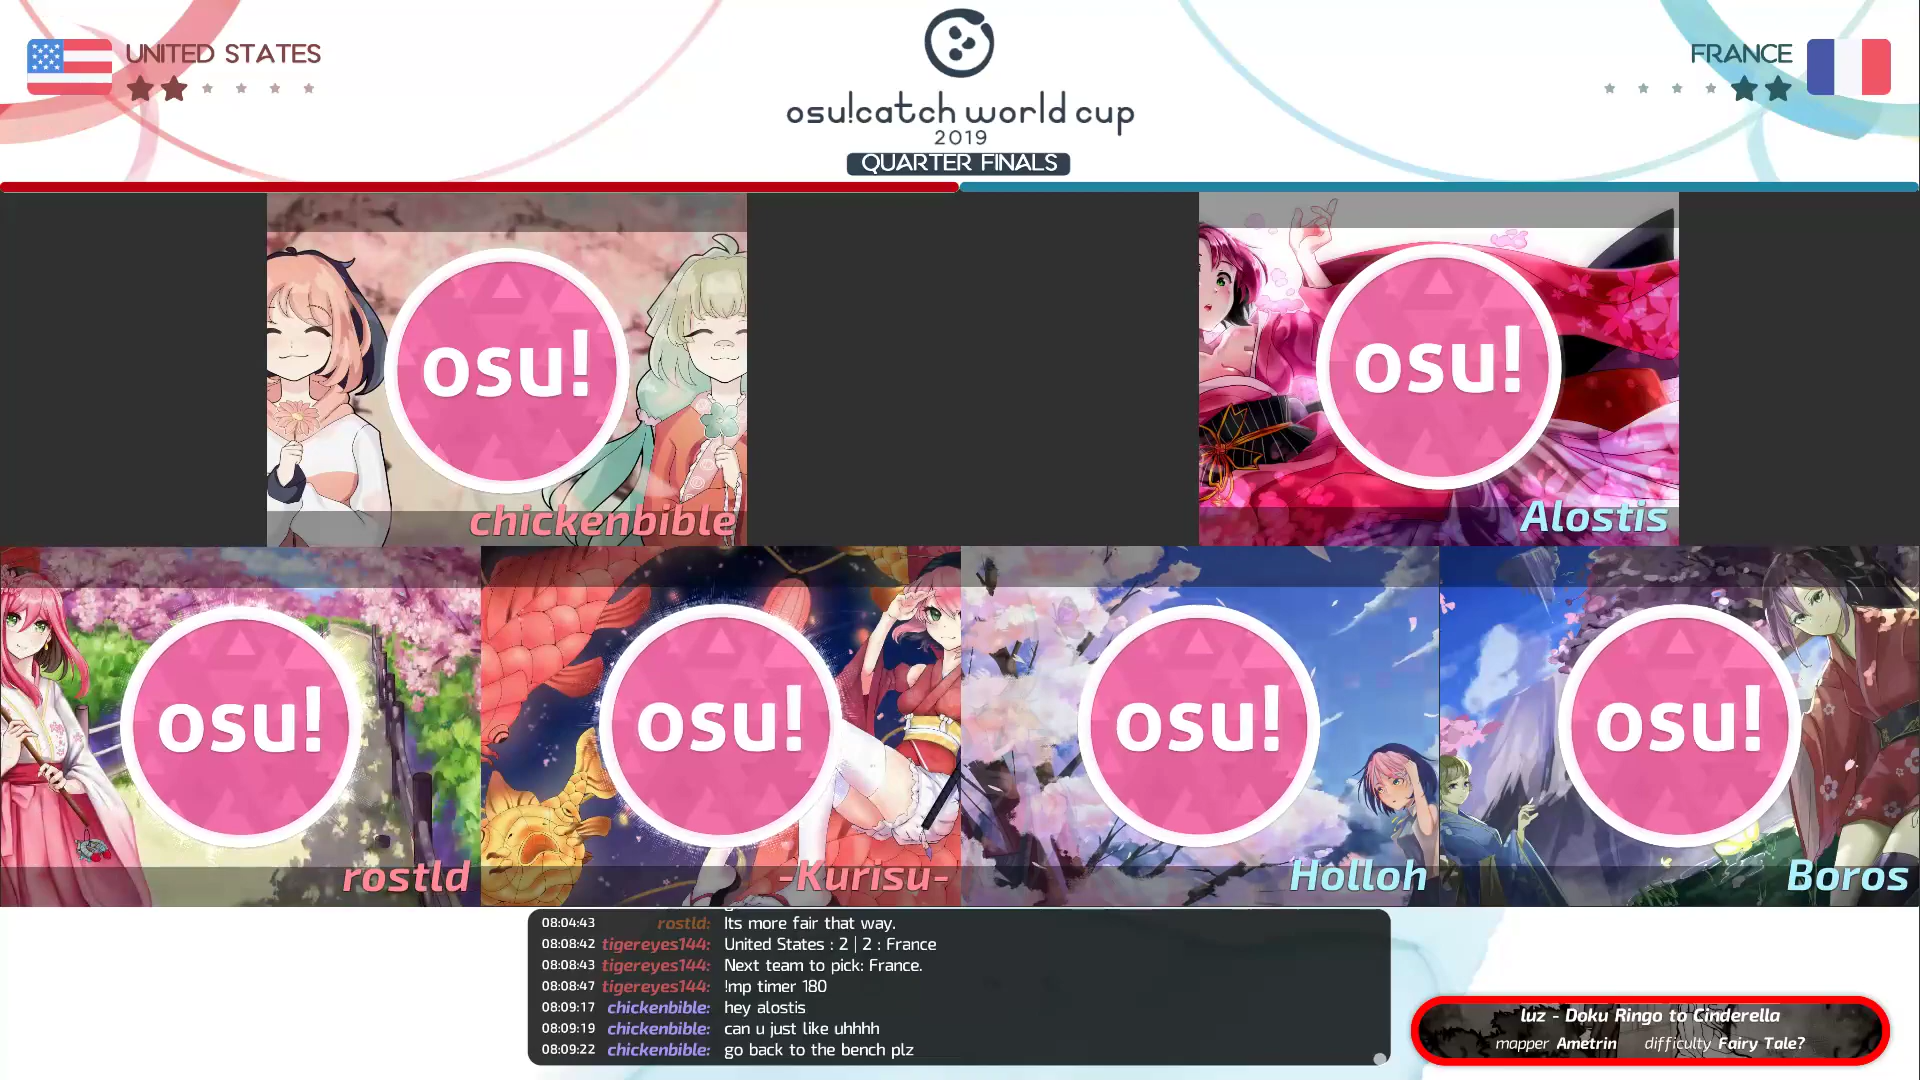 UNITED STATES
FRANCE
osu!catch world cup
2019
QUARTER FINALS
osu!
chickenbible
osu!
Alostis
osu!
rostld
osu!
-Kurisu-
osu!
Holloh
osu!
Boros
08:04:43 rostld: Its more fair that way.
08:08:42 tigereyes144: United States : 2 | 2 : France
08:08:43 tigereyes144: Next team to pick: France.
08:08:47 tigereyes144: !mp timer 180
08:09:17 chickenbible: hey alostis
08:09:19 chickenbible: can u just like uhhhh
08:09:22 chickenbible: go back to the bench plz
luz - Doku Ringo to Cinderella
mapper Ametrin difficulty Fairy Tale?